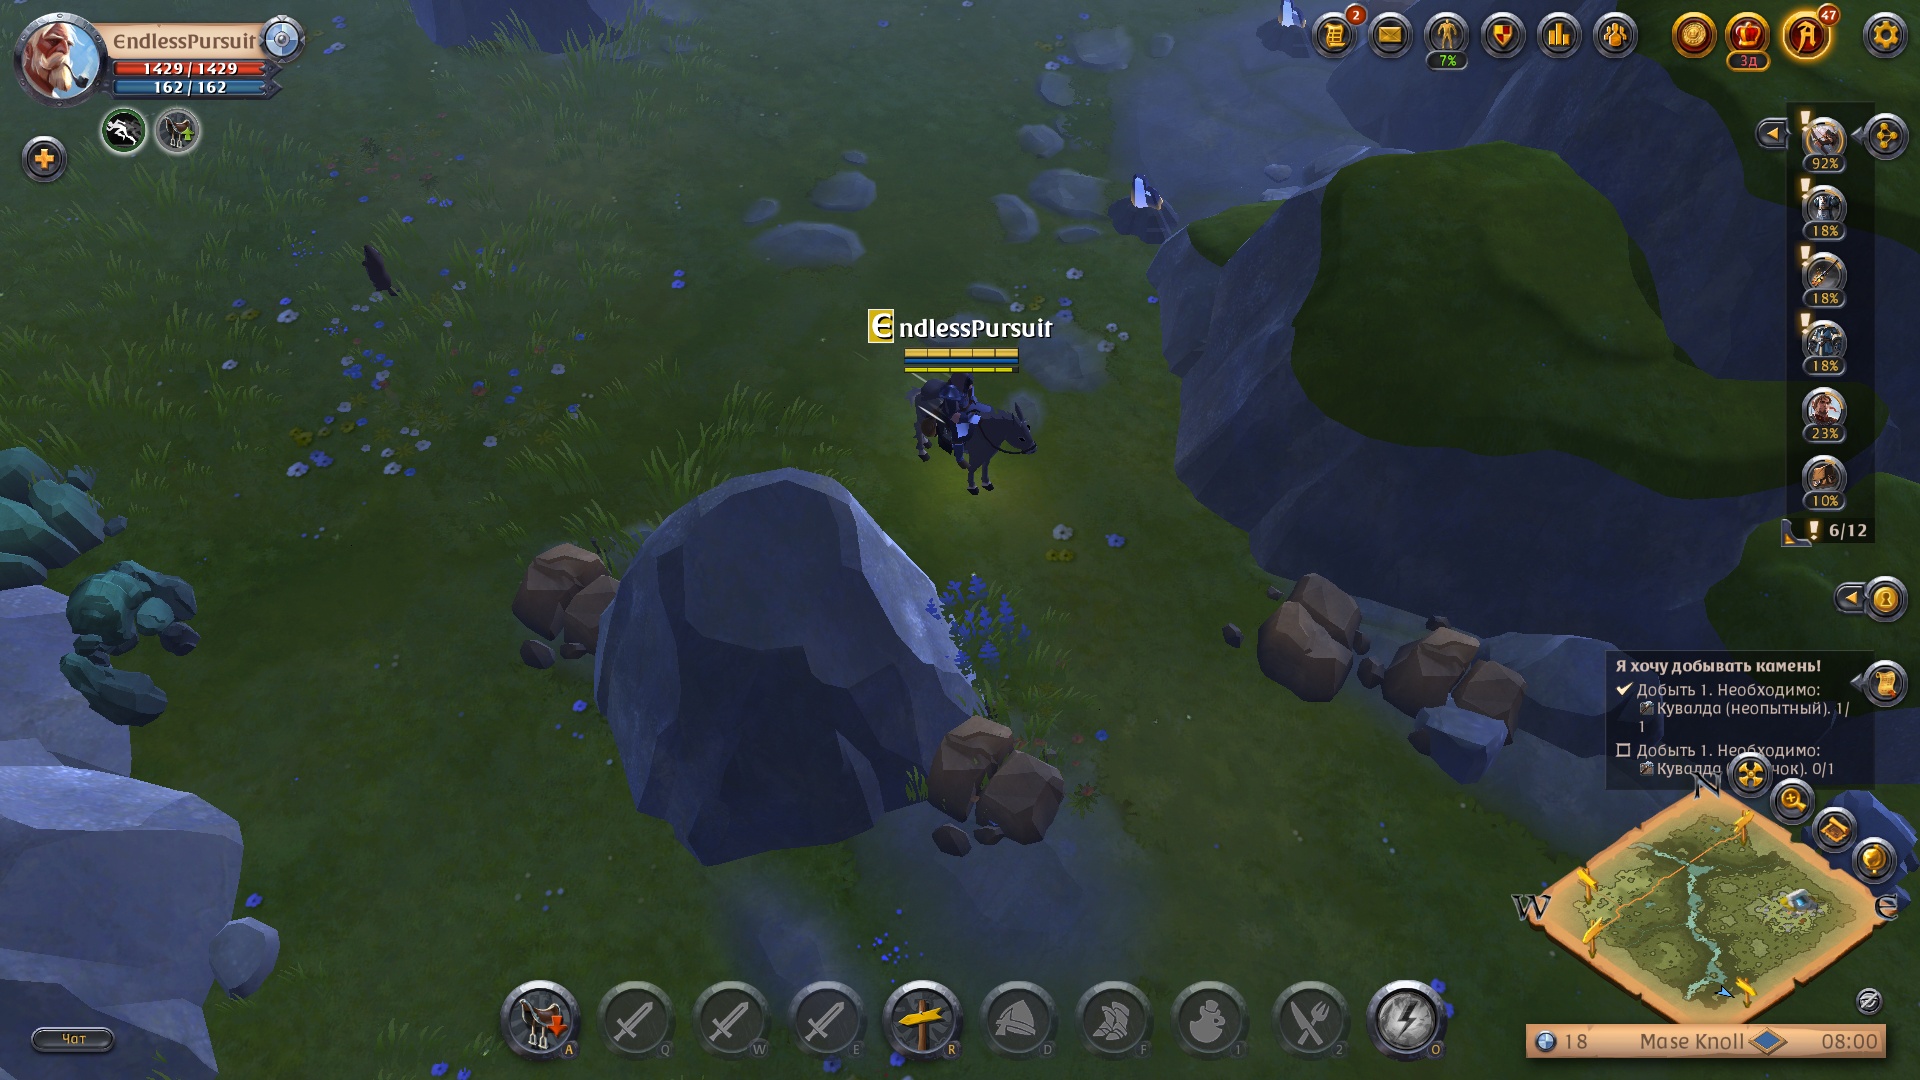 EndlessPursuit
1429 / 1429
162 / 162
2
7%
3д
47
92%
18%
18%
18%
23%
10%
6/12
ЕndlessPursuit
Я хочу добывать камень!
Добыть 1. Необходимо:
Кувалда (неопытный). 1/
1
Добыть 1. Необходимо:
Кувалда чок). 0/1
N
W
E
A
Q
W
E
R
D
F
1
2
O
Чат
18
Mase Knoll
08:00